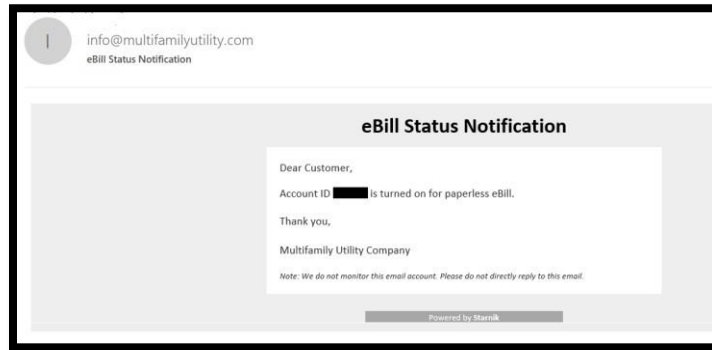 I
info@multifamilyutility.com
eBill Status Notification
eBill Status Notification
Dear Customer,
Account ID is turned on for paperless eBill.
Thank you,
Multifamily Utility Company
Note: We do not monitor this email account. Please do not directly reply to this email.
Powered by Starnik